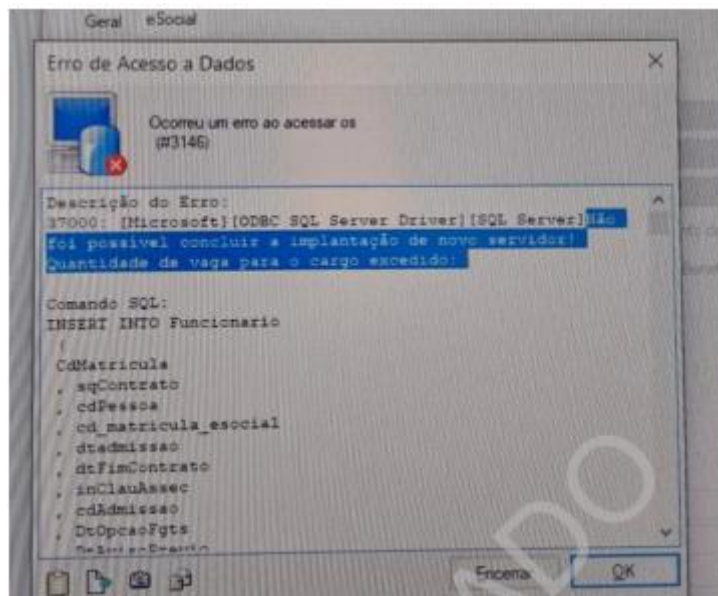 Geral eSocial
Erro de Acesso a Dados
Ocorreu um erro ao acessar os
(#3146)
Descrição do Erro:
37000: [Microsoft][ODBC SQL Server Driver][SQL Server]Não
foi possível concluir a implantação de novo servidor!
Quantidade de vaga para o cargo excedido:
Comando SQL:
INSERT INTO Funcionario
(
CdMatricula
, sqContrato
, cdPessoa
, cd_matricula_esocial
, dtadmissao
, dtFimContrato
, inClauAssec
, cdAdmissao
, DtOpcaoFgts
Encerrar OK
ADO